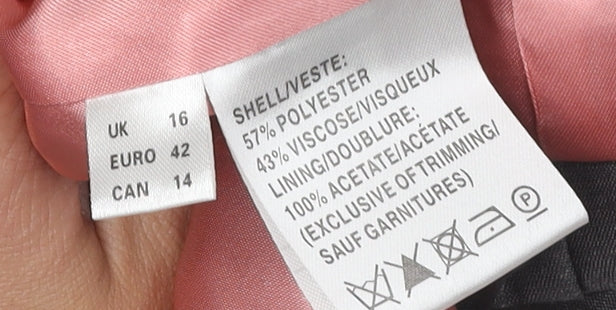 UK 16
EURO 42
CAN 14
SHELL/VESTE:
57% POLYESTER
43% VISCOSE/VISQUEUX
LINING/DOUBLURE:
100% ACETATE/ACÉTATE
(EXCLUSIVE OF TRIMMING/
SAUF GARNITURES)
P